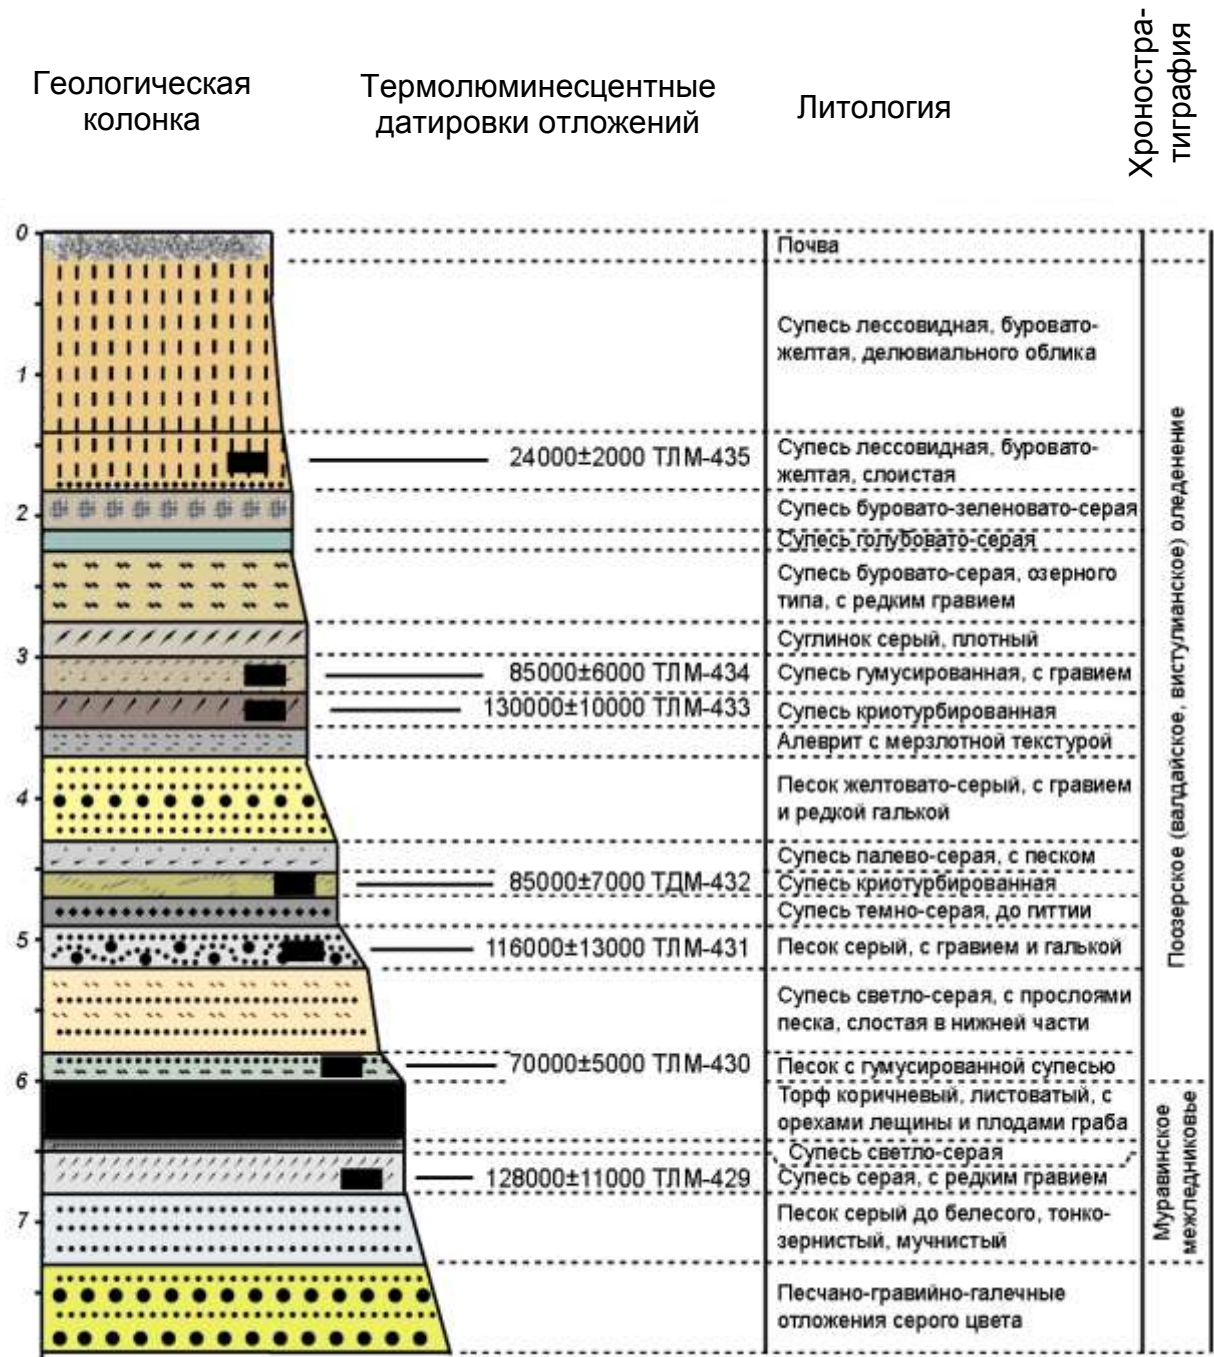 Геологическая
колонка
Термолюминесцентные
датировки отложений
Литология
Хроностра-
тиграфия
0
Почва
Супесь лессовидная, буровато-
желтая, делювиального облика
1
24000±2000 ТЛМ-435
Супесь лессовидная, буровато-
желтая, слоистая
2
Супесь буровато-зеленовато-серая
Супесь голубовато-серая
Супесь буровато-серая, озерного
типа, с редким гравием
Суглинок серый, плотный
3
85000±6000 ТЛМ-434
Супесь гумусированная, с гравием
130000±10000 ТЛМ-433
Супесь криотурбированная
Алеврит с мерзлотной текстурой
4
Песок желтовато-серый, с гравием
и редкой галькой
Супесь палево-серая, с песком
85000±7000 ТДМ-432
Супесь криотурбированная
Супесь темно-серая, до гиттии
5
116000±13000 ТЛМ-431
Песок серый, с гравием и галькой
Супесь светло-серая, с прослоями
песка, слостая в нижней части
70000±5000 ТЛМ-430
Песок с гумусированной супесью
6
Торф коричневый, листоватый, с
орехами лещины и плодами граба
Супесь светло-серая
128000±11000 ТЛМ-429
Супесь серая, с редким гравием
7
Песок серый до белесого, тонко-
зернистый, мучнистый
Песчано-гравийно-галечные
отложения серого цвета
Поозерское (валдайское, вистулианское) оледенение
Муравинское
межледниковье